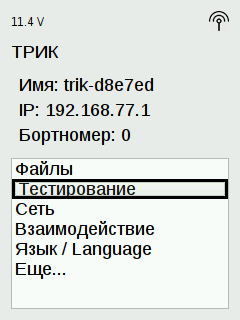 11.4 V
ТРИК
Имя: trik-d8e7ed
IP: 192.168.77.1
Бортномер: 0
Файлы
Тестирование
Сеть
Взаимодействие
Язык / Language
Еще...